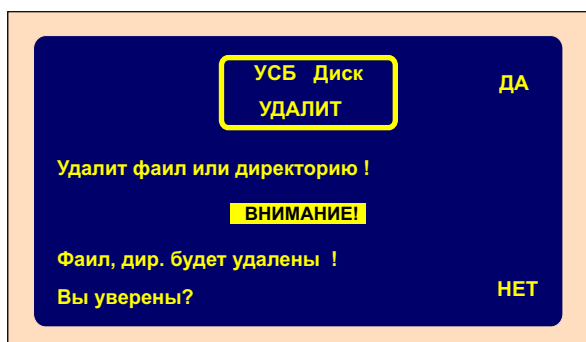 УСБ Диск
УДАЛИТ
ДА
Удалит фаил или директорию !
ВНИМАНИЕ!
Фаил, дир. будет удалены !
Вы уверены?
НЕТ